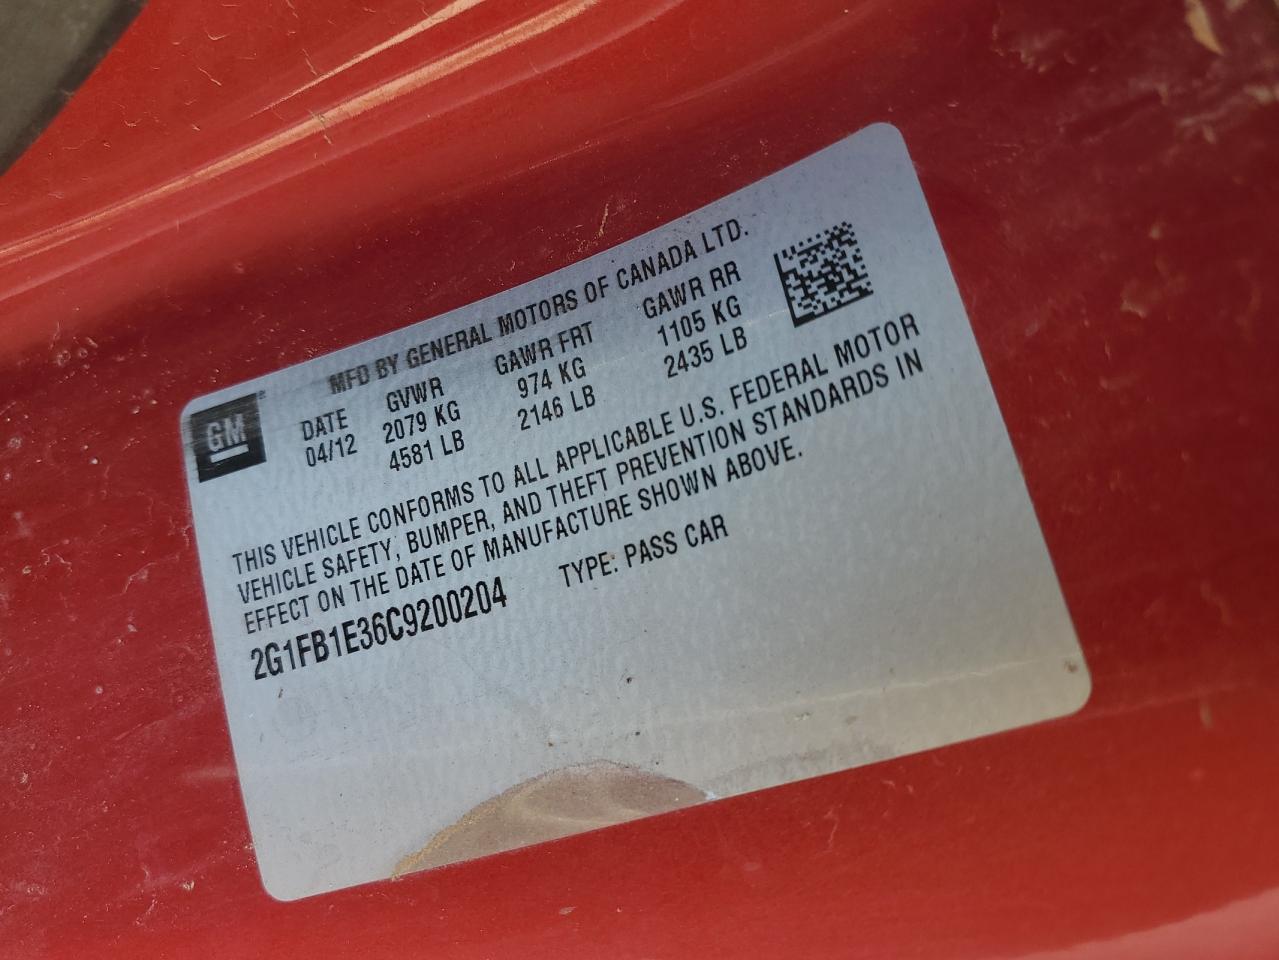 GM
MFD BY GENERAL MOTORS OF CANADA LTD.
DATE GVWR GAWR FRT GAWR RR
04/12 2079 KG 974 KG 1105 KG
4581 LB 2146 LB 2435 LB
THIS VEHICLE CONFORMS TO ALL APPLICABLE U.S. FEDERAL MOTOR
VEHICLE SAFETY, BUMPER, AND THEFT PREVENTION STANDARDS IN
EFFECT ON THE DATE OF MANUFACTURE SHOWN ABOVE.
2G1FB1E36C9200204 TYPE: PASS CAR